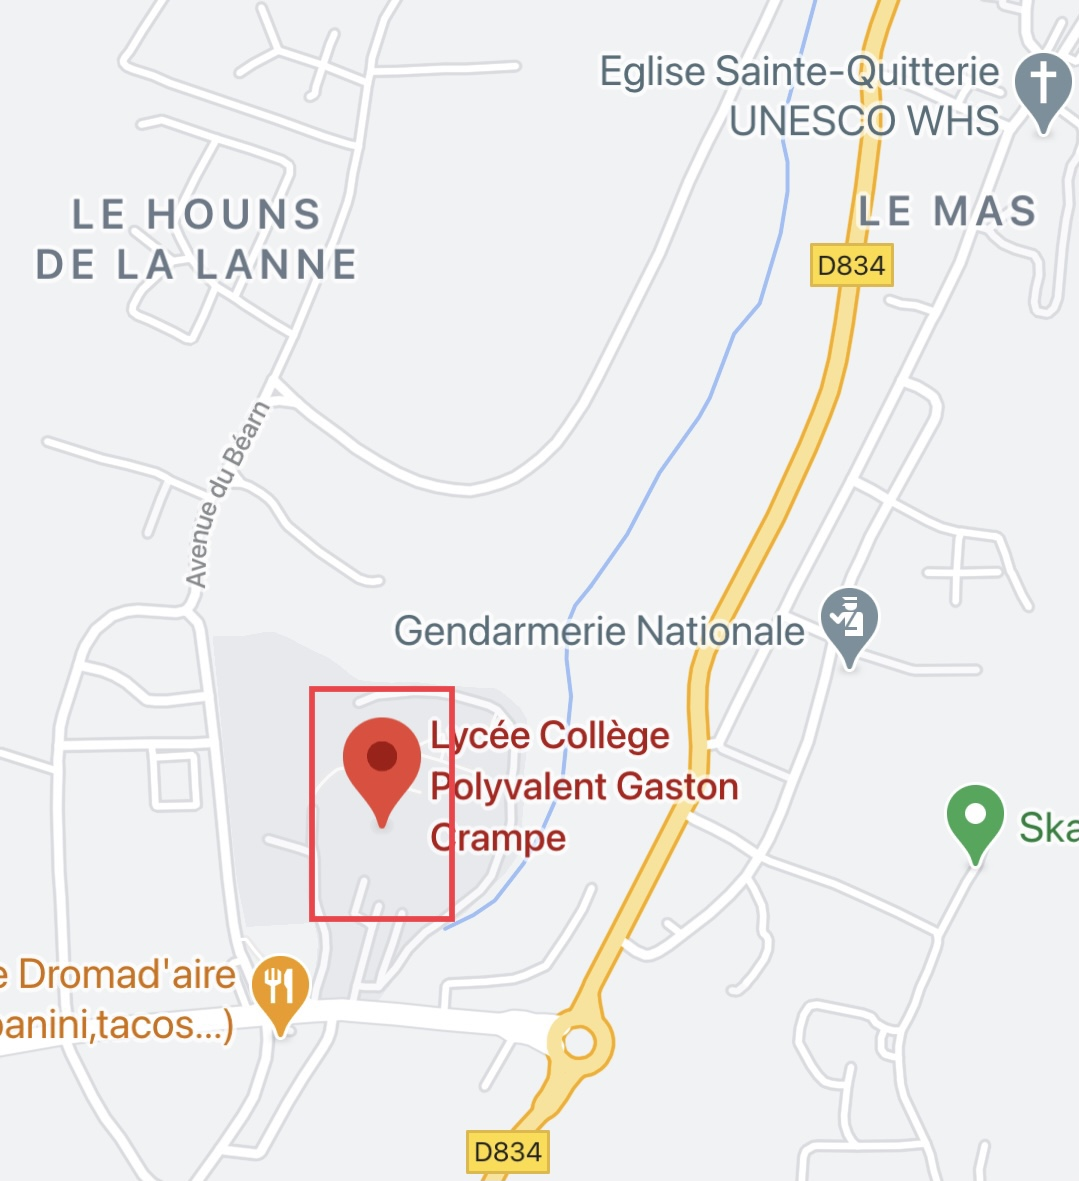 Eglise Sainte-Quitterie
UNESCO WHS
LE HOUNS
DE LA LANNE
LE MAS
D834
Avenue du Béarn
Gendarmerie Nationale
Lycée Collège
Polyvalent Gaston
Crampe
Ska
e Dromad'aire
panini,tacos...)
D834